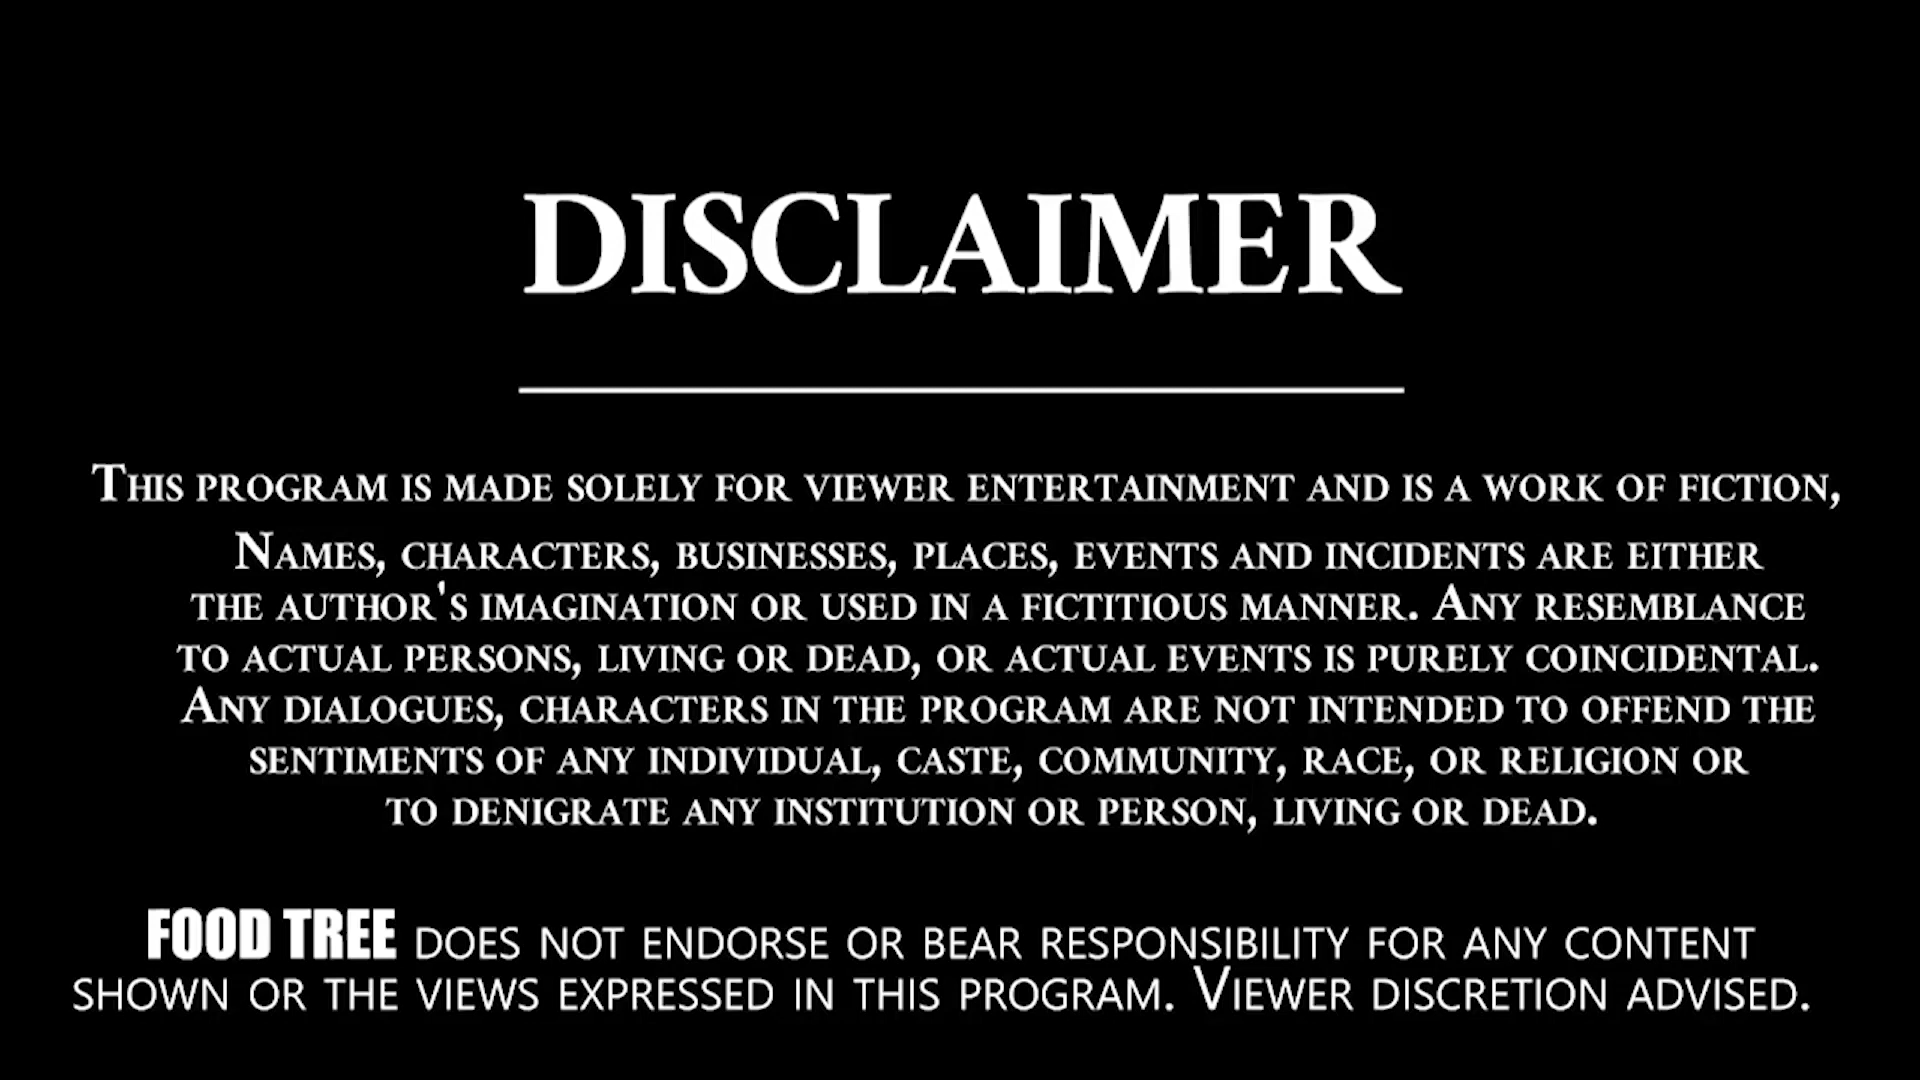 DISCLAIMER
This program is made solely for viewer entertainment and is a work of fiction,
Names, characters, businesses, places, events and incidents are either
the author's imagination or used in a fictitious manner. Any resemblance
to actual persons, living or dead, or actual events is purely coincidental.
Any dialogues, characters in the program are not intended to offend the
sentiments of any individual, caste, community, race, or religion or
to denigrate any institution or person, living or dead.
FOOD TREE does not endorse or bear responsibility for any content
shown or the views expressed in this program. Viewer discretion advised.